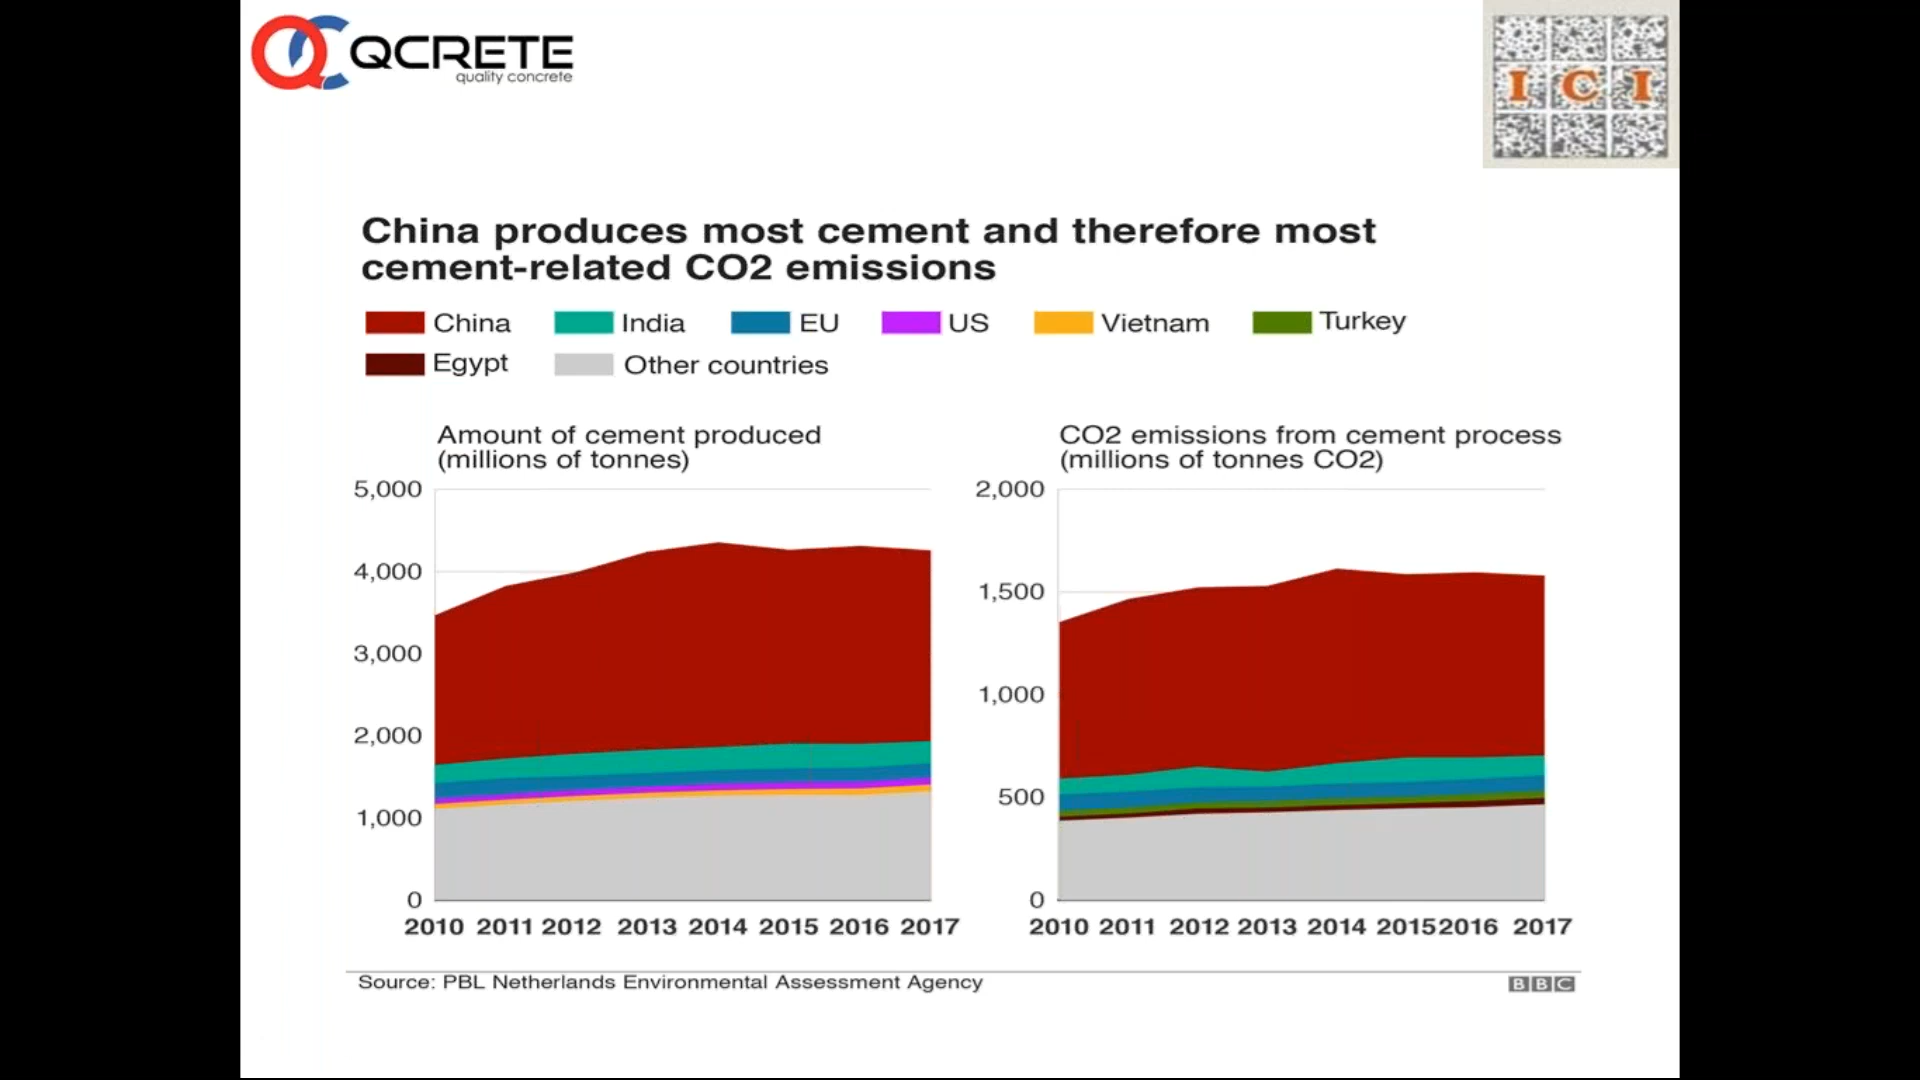 QCRETE
quality concrete
I C I
China produces most cement and therefore most
cement-related CO2 emissions
China India EU US Vietnam Turkey
Egypt Other countries
Amount of cement produced
(millions of tonnes)
5,000
4,000
3,000
2,000
1,000
0
2010 2011 2012 2013 2014 2015 2016 2017
CO2 emissions from cement process
(millions of tonnes CO2)
2,000
1,500
1,000
500
0
2010 2011 2012 2013 2014 2015 2016 2017
Source: PBL Netherlands Environmental Assessment Agency
BBC